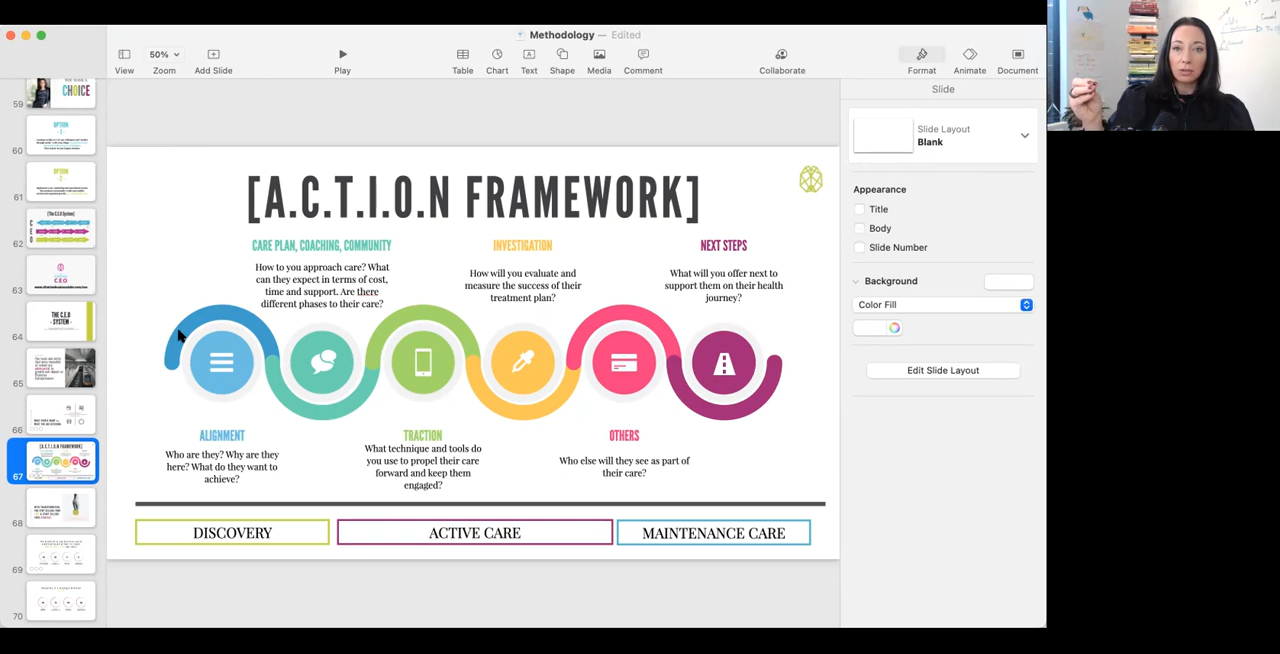 Methodology — Edited
50%
View
Zoom
Add Slide
Play
Table
Chart
Text
Shape
Media
Comment
Collaborate
Format
Animate
Document
59
CHOICE
60
OPTION
61
OPTION
62
[The C.E.O System]
C
E
O
63
C.E.O
64
THE C.E.O
- SYSTEM -
65
66
67
[A.C.T.I.O.N FRAMEWORK]
68
69
70
[A.C.T.I.O.N FRAMEWORK]
CARE PLAN, COACHING, COMMUNITY
How to you approach care? What
can they expect in terms of cost,
time and support. Are there
different phases to their care?
INVESTIGATION
How will you evaluate and
measure the success of their
treatment plan?
NEXT STEPS
What will you offer next to
support them on their health
journey?
ALIGNMENT
Who are they? Why are they
here? What do they want to
achieve?
TRACTION
What technique and tools do
you use to propel their care
forward and keep them
engaged?
OTHERS
Who else will they see as part of
their care?
DISCOVERY
ACTIVE CARE
MAINTENANCE CARE
Slide
Slide Layout
Blank
Appearance
Title
Body
Slide Number
Background
Color Fill
Edit Slide Layout